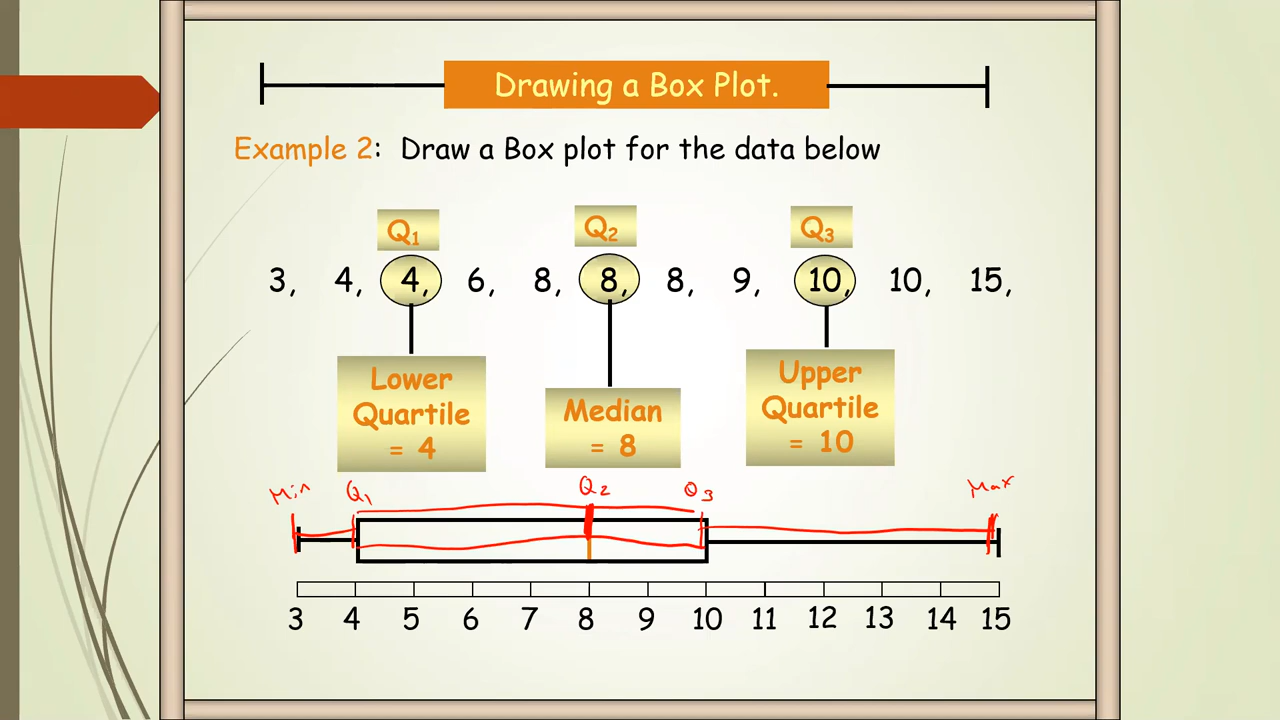 Drawing a Box Plot.
Example 2: Draw a Box plot for the data below
Q1 Q2 Q3
3, 4, 4, 6, 8, 8, 8, 9, 10, 10, 15,
Lower
Quartile
= 4
Median
= 8
Upper
Quartile
= 10
Min Q1 Q2 Q3 Max
3 4 5 6 7 8 9 10 11 12 13 14 15